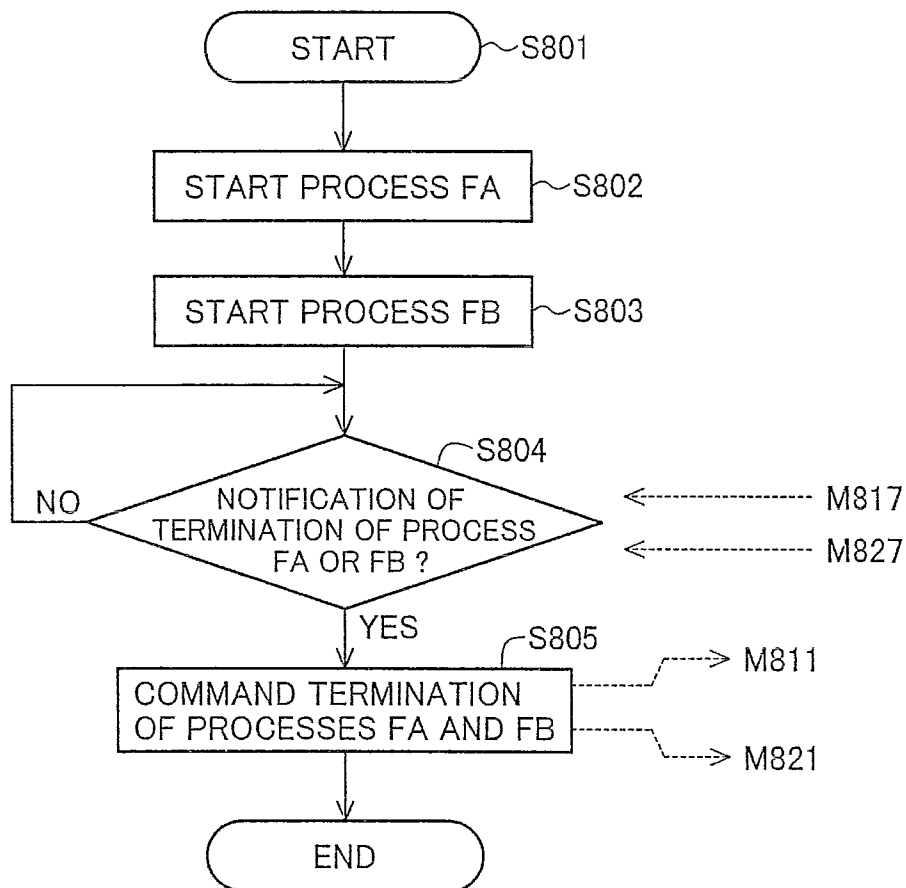 START
S801
START PROCESS FA
S802
START PROCESS FB
S803
S804
NO
NOTIFICATION OF
TERMINATION OF PROCESS
FA OR FB ?
M817
M827
YES
S805
COMMAND TERMINATION
OF PROCESSES FA AND FB
M811
M821
END